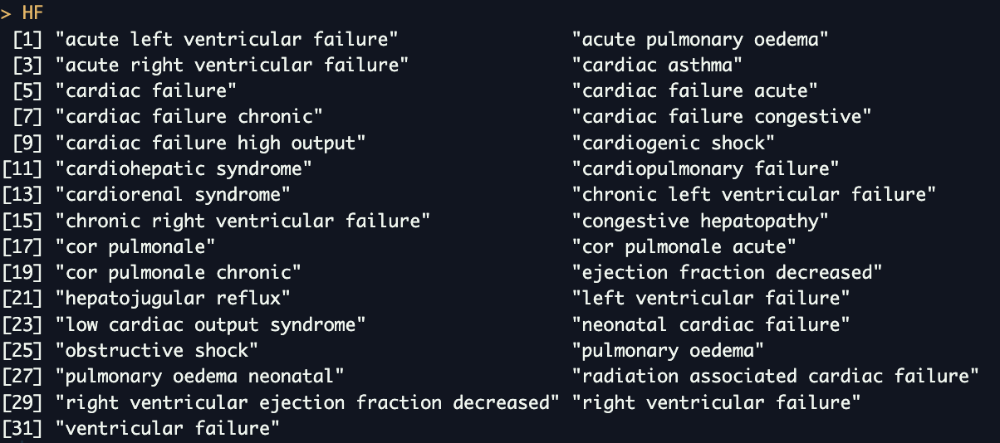 > HF
[1] "acute left ventricular failure" "acute pulmonary oedema"
[3] "acute right ventricular failure" "cardiac asthma"
[5] "cardiac failure" "cardiac failure acute"
[7] "cardiac failure chronic" "cardiac failure congestive"
[9] "cardiac failure high output" "cardiogenic shock"
[11] "cardiohepatic syndrome" "cardiopulmonary failure"
[13] "cardiorenal syndrome" "chronic left ventricular failure"
[15] "chronic right ventricular failure" "congestive hepatopathy"
[17] "cor pulmonale" "cor pulmonale acute"
[19] "cor pulmonale chronic" "ejection fraction decreased"
[21] "hepatojugular reflux" "left ventricular failure"
[23] "low cardiac output syndrome" "neonatal cardiac failure"
[25] "obstructive shock" "pulmonary oedema"
[27] "pulmonary oedema neonatal" "radiation associated cardiac failure"
[29] "right ventricular ejection fraction decreased" "right ventricular failure"
[31] "ventricular failure"